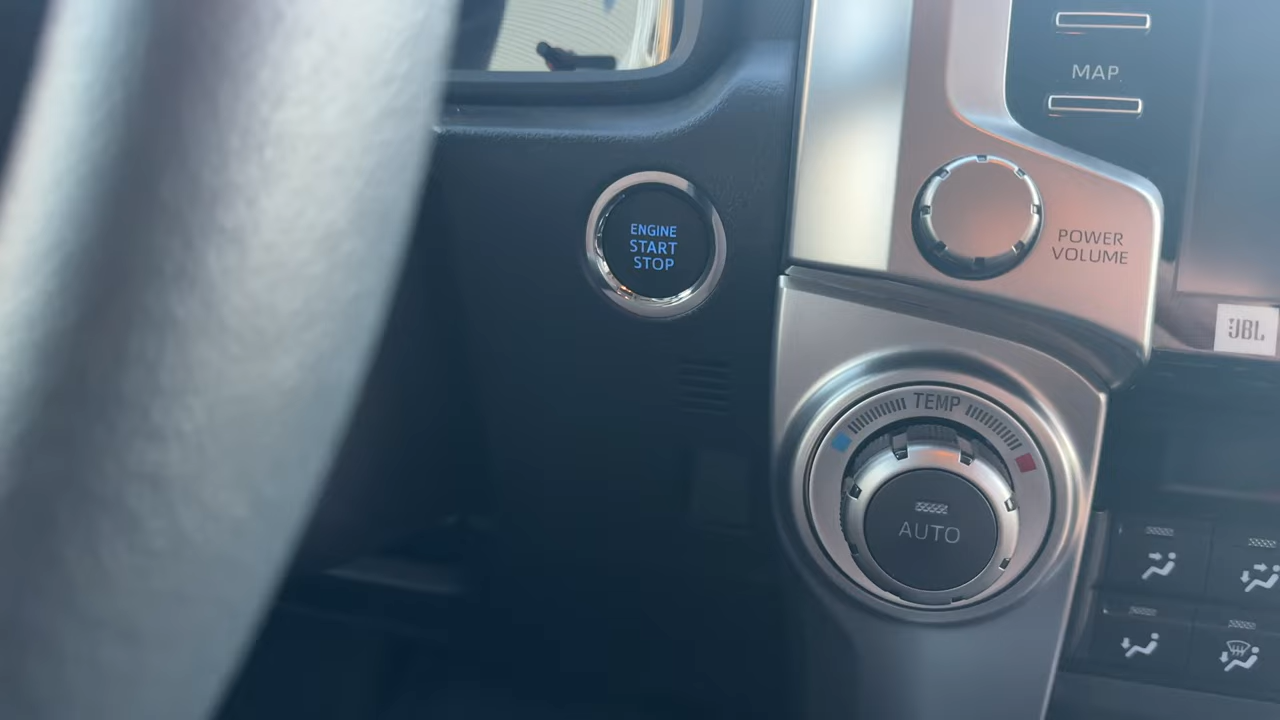 MAP
ENGINE
START
STOP
POWER
VOLUME
JBL
TEMP
AUTO